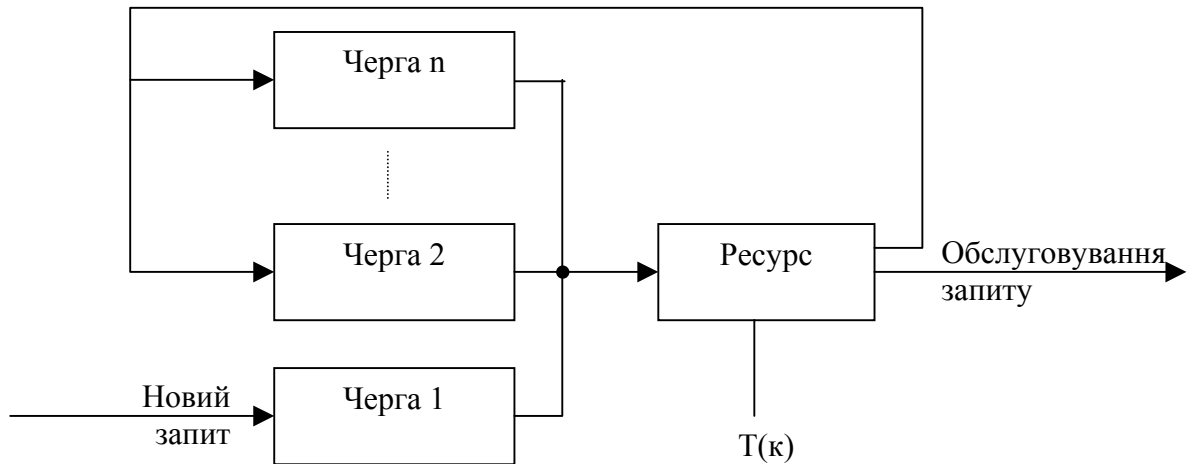 Черга n
Черга 2
Ресурс
Обслуговування
запиту
Новий
запит
Черга 1
T(к)